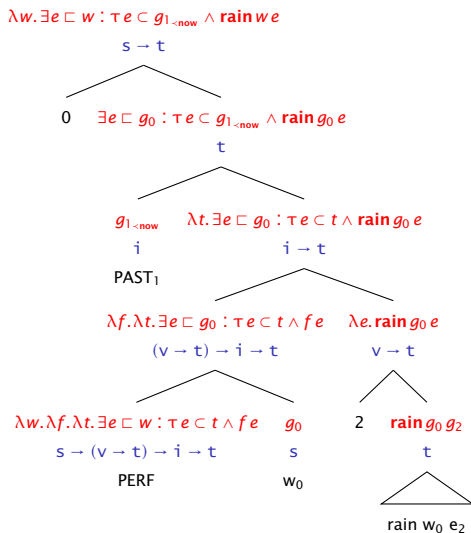 λw.∃e ⊏ w : τ e ⊂ g₁<now ∧ rain w e
s → t
0 ∃e ⊏ g₀ : τ e ⊂ g₁<now ∧ rain g₀ e
t
g₁<now λt.∃e ⊏ g₀ : τ e ⊂ t ∧ rain g₀ e
i i → t
PAST₁
λf.λt.∃e ⊏ g₀ : τ e ⊂ t ∧ f e λe.rain g₀ e
(v → t) → i → t v → t
λw.λf.λt.∃e ⊏ w : τ e ⊂ t ∧ f e g₀ 2 rain g₀ g₂
s → (v → t) → i → t s t
PERF w₀
rain w₀ e₂